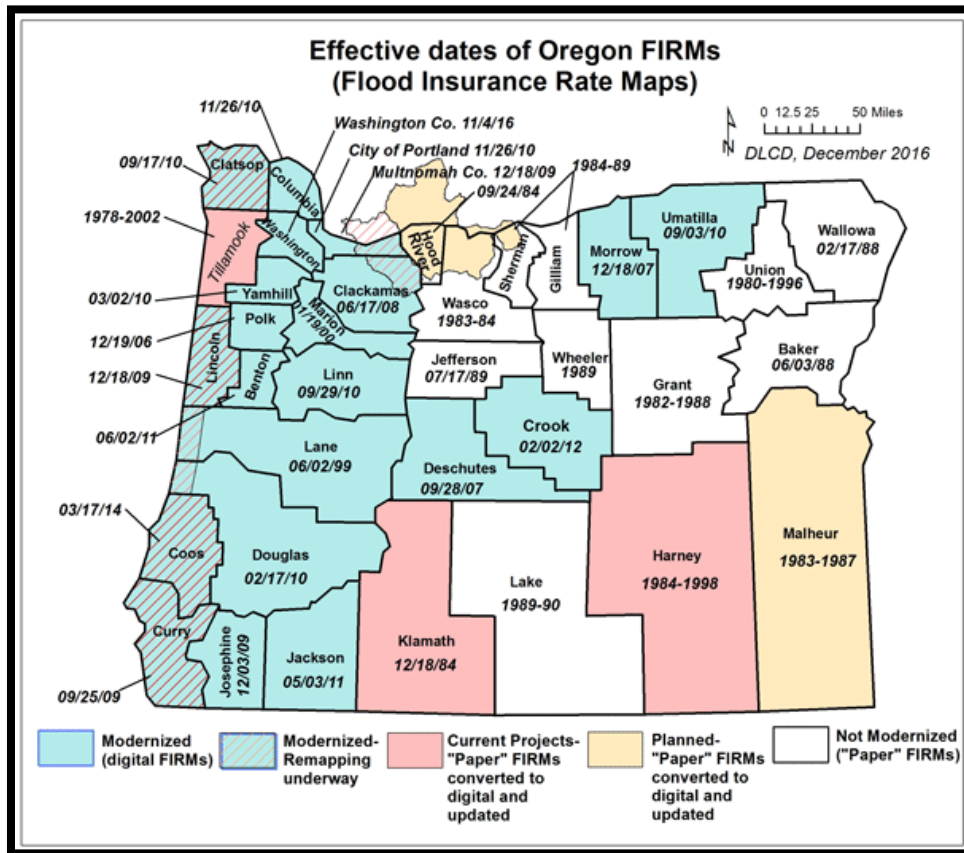 Effective dates of Oregon FIRMs
(Flood Insurance Rate Maps)
11/26/10
Washington Co. 11/4/16
0 12.5 25 50 Miles
N
DLCD, December 2016
City of Portland 11/26/10
Multnomah Co. 12/18/09
09/24/84
1984-89
09/17/10
Clatsop
Columbia
1978-2002
Tillamook
Washington
Hood
River
Sherman
Gilliam
Morrow
12/18/07
Umatilla
09/03/10
Union
1980-1996
Wallowa
02/17/88
03/02/10
Yamhill
Clackamas
06/17/08
Marion
01/19/00
Wasco
1983-84
12/19/06
Polk
Jefferson
07/17/89
Wheeler
1989
Grant
1982-1988
Baker
06/03/88
12/18/09
Lincoln
Benton
Linn
09/29/10
06/02/11
Lane
06/02/99
Crook
02/02/12
Deschutes
09/28/07
03/17/14
Coos
Douglas
02/17/10
Lake
1989-90
Harney
1984-1998
Malheur
1983-1987
Curry
09/25/09
Josephine
12/03/09
Jackson
05/03/11
Klamath
12/18/84
Modernized
(digital FIRMs)
Modernized-
Remapping
underway
Current Projects-
"Paper" FIRMs
converted to
digital and
updated
Planned-
"Paper" FIRMs
converted to
digital and
updated
Not Modernized
("Paper" FIRMs)